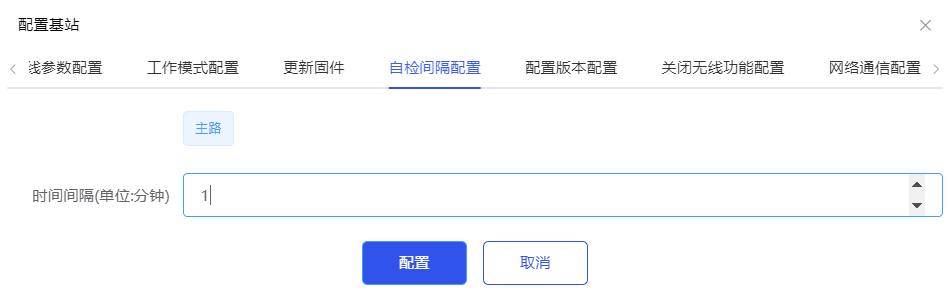 配置基站
线参数配置 工作模式配置 更新固件 自检间隔配置 配置版本配置 关闭无线功能配置 网络通信配置
主路
时间间隔(单位:分钟) 1
配置 取消